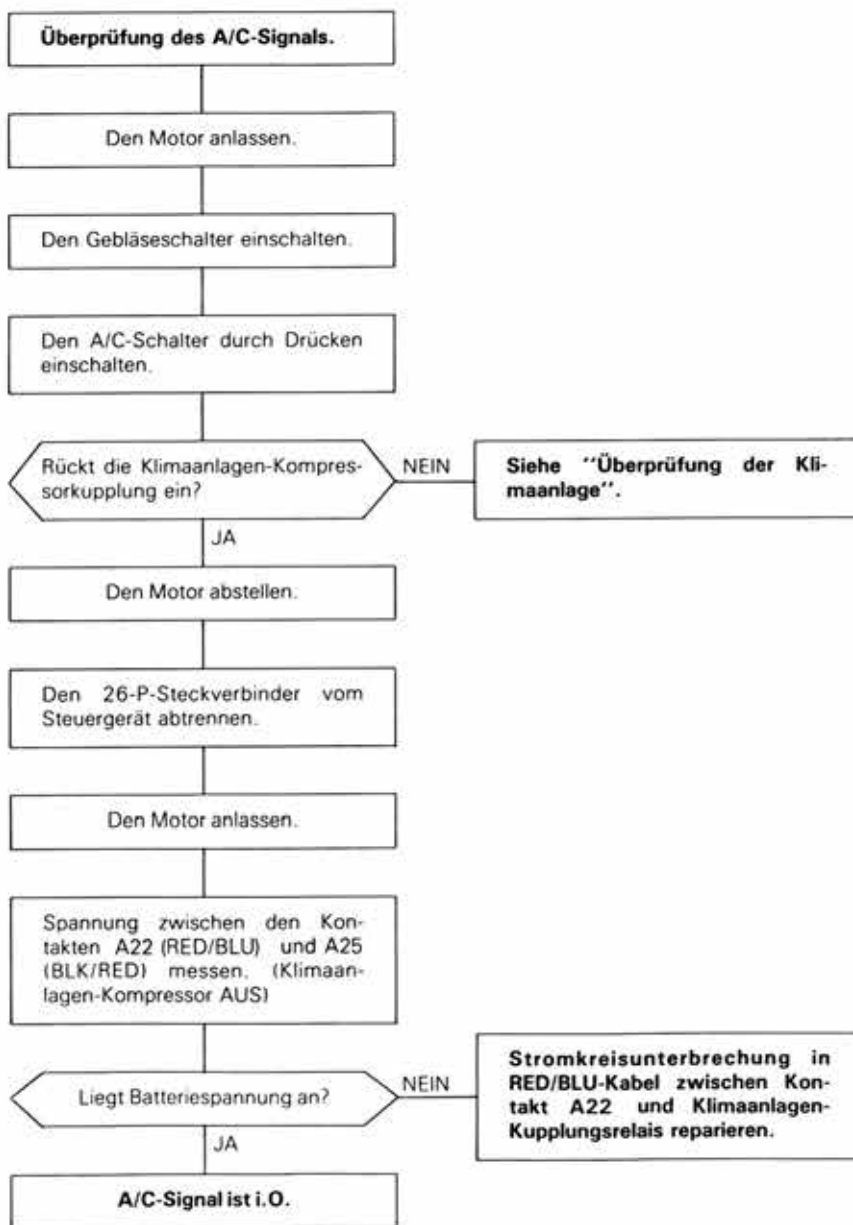 Überprüfung des A/C-Signals.
Den Motor anlassen.
Den Gebläseschalter einschalten.
Den A/C-Schalter durch Drücken
einschalten.
Rückt die Klimaanlagen-Kompres-
sorkupplung ein?
NEIN
Siehe ''Überprüfung der Kli-
maanlage''.
JA
Den Motor abstellen.
Den 26-P-Steckverbinder vom
Steuergerät abtrennen.
Den Motor anlassen.
Spannung zwischen den Kon-
takten A22 (RED/BLU) und A25
(BLK/RED) messen. (Klimaan-
lagen-Kompressor AUS)
Liegt Batteriespannung an?
NEIN
Stromkreisunterbrechung in
RED/BLU-Kabel zwischen Kon-
takt A22 und Klimaanlagen-
Kupplungsrelais reparieren.
JA
A/C-Signal ist i.O.